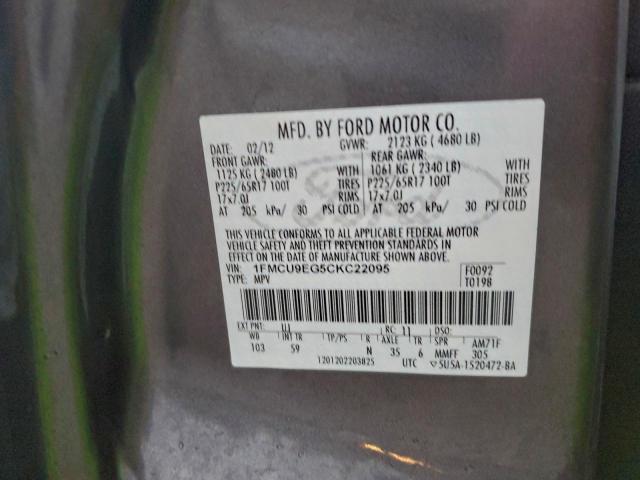 MFD. BY FORD MOTOR CO.
DATE: 02/12 GVWR: 2123 KG ( 4680 LB)
FRONT GAWR: REAR GAWR:
1125 KG ( 2480 LB) WITH 1061 KG ( 2340 LB) WITH
P225/65R17 100T TIRES P225/65R17 100T TIRES
17x7.0J RIMS 17x7.0J RIMS
AT 205 kPa/ 30 PSI COLD AT 205 kPa/ 30 PSI COLD
THIS VEHICLE CONFORMS TO ALL APPLICABLE FEDERAL MOTOR
VEHICLE SAFETY AND THEFT PREVENTION STANDARDS IN
EFFECT ON THE DATE OF MANUFACTURE SHOWN ABOVE.
VIN: 1FMCU9EG5CKC22095 F0092
TYPE: MPV T0198
EXT PNT: UJ RC: 11 DSO:
WB INT TR TP/PS R AXLE TR SPR AM71F
103 59 N 35 6 MMFF 305
1201202203825 UTC 5U5A-1520472-BA